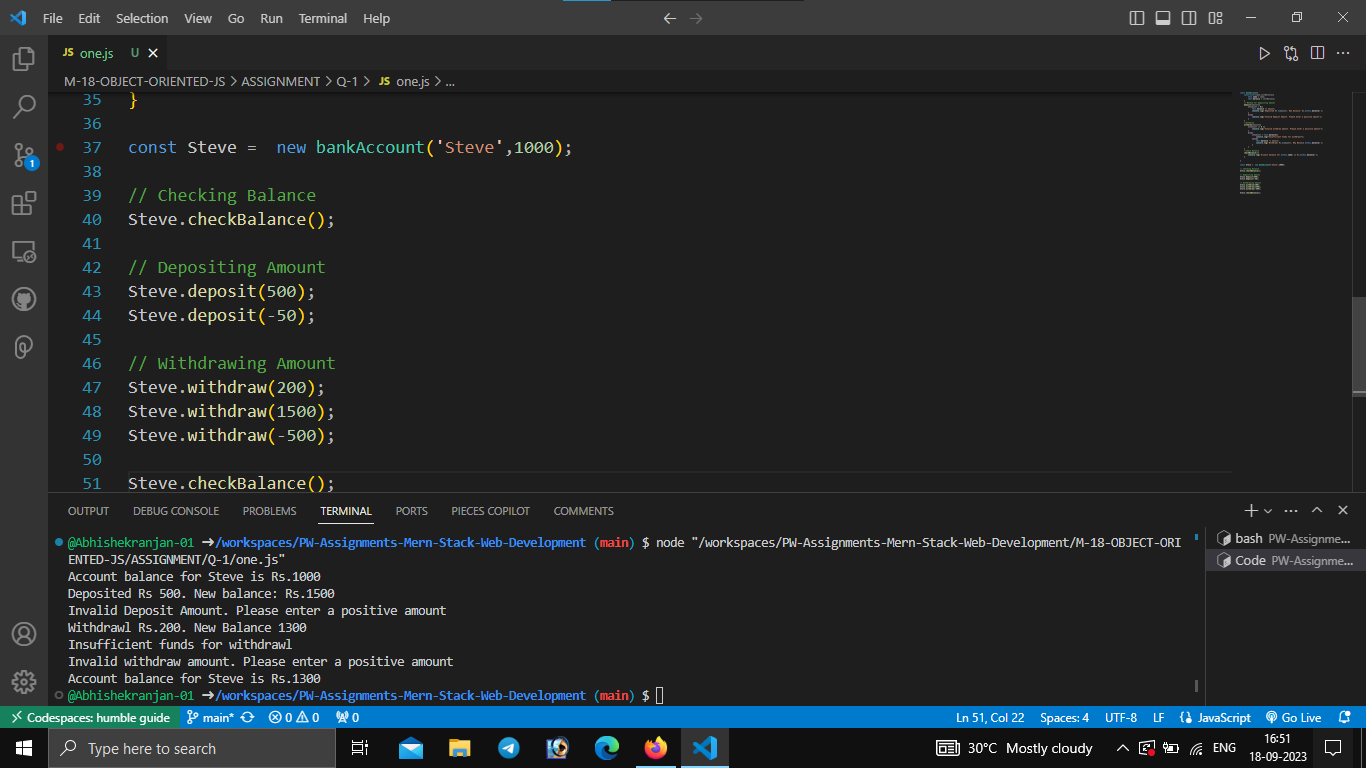 File Edit Selection View Go Run Terminal Help
JS one.js U
M-18-OBJECT-ORIENTED-JS > ASSIGNMENT > Q-1 > JS one.js > ...
35 }
36
37 const Steve =  new bankAccount('Steve',1000);
38
39 // Checking Balance
40 Steve.checkBalance();
41
42 // Depositing Amount
43 Steve.deposit(500);
44 Steve.deposit(-50);
45
46 // Withdrawing Amount
47 Steve.withdraw(200);
48 Steve.withdraw(1500);
49 Steve.withdraw(-500);
50
51 Steve.checkBalance();
1
OUTPUT DEBUG CONSOLE PROBLEMS TERMINAL PORTS PIECES COPILOT COMMENTS
@Abhishekranjan-01 ➜/workspaces/PW-Assignments-Mern-Stack-Web-Development (main) $ node "/workspaces/PW-Assignments-Mern-Stack-Web-Development/M-18-OBJECT-ORI
ENTED-JS/ASSIGNMENT/Q-1/one.js"
Account balance for Steve is Rs.1000
Deposited Rs 500. New balance: Rs.1500
Invalid Deposit Amount. Please enter a positive amount
Withdrawl Rs.200. New Balance 1300
Insufficient funds for withdrawl
Invalid withdraw amount. Please enter a positive amount
Account balance for Steve is Rs.1300
@Abhishekranjan-01 ➜/workspaces/PW-Assignments-Mern-Stack-Web-Development (main) $
bash PW-Assignme...
Code PW-Assignme...
Codespaces: humble guide main* 0 0 0 Ln 51, Col 22 Spaces: 4 UTF-8 LF JavaScript Go Live
Type here to search 30°C Mostly cloudy ENG 16:51
18-09-2023